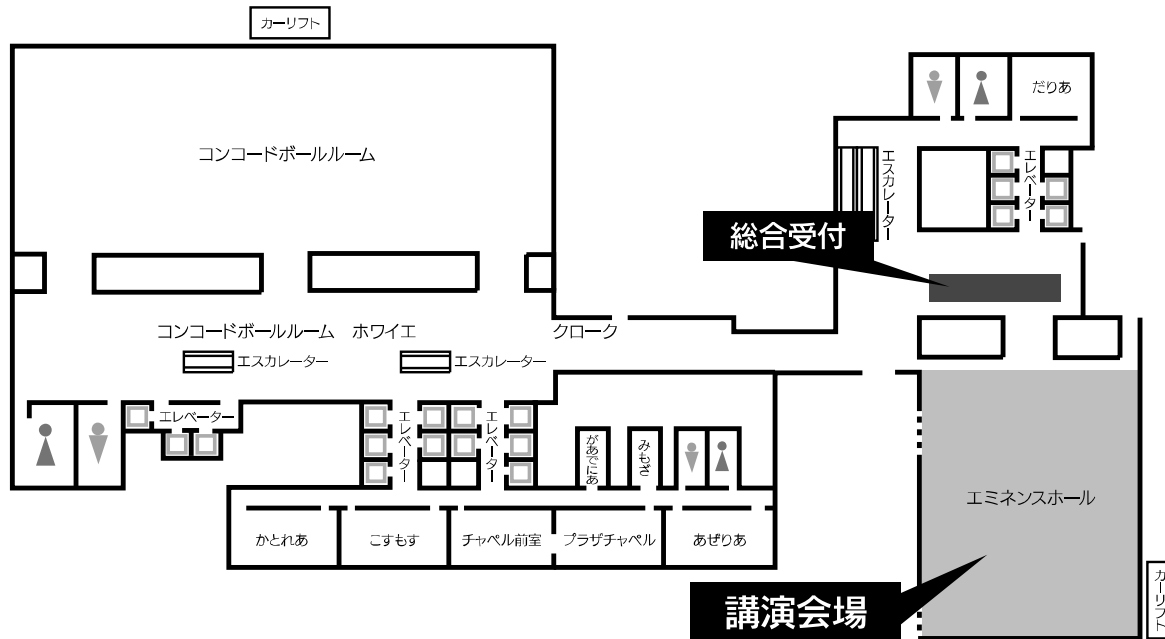 カーリフト
だりあ
コンコードボールルーム
エスカレーター
エレベーター
総合受付
コンコードボールルーム　ホワイエ
クローク
エスカレーター
エスカレーター
エレベーター
エレベーター
エレベーター
があでにあ
みもざ
エミネンスホール
かとれあ
こすもす
チャペル前室
プラザチャペル
あぜりあ
講演会場
カーリフト